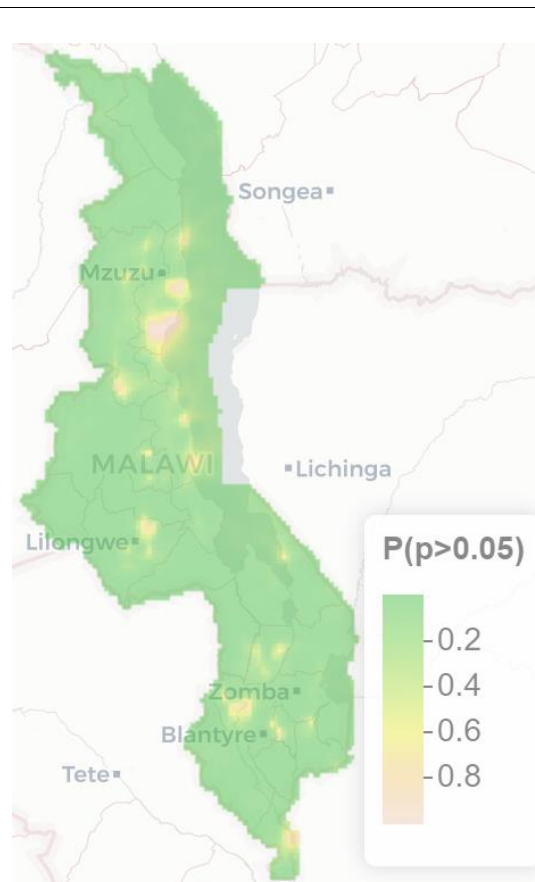 Songea
Mzuzu
MALAWI
Lichinga
Lilongwe
P(p>0.05)
0.2
0.4
0.6
0.8
Zomba
Blantyre
Tete